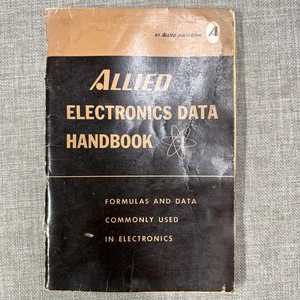 an ALLIED publication A
ALLIED
ELECTRONICS DATA
HANDBOOK
FORMULAS AND DATA
COMMONLY USED
IN ELECTRONICS